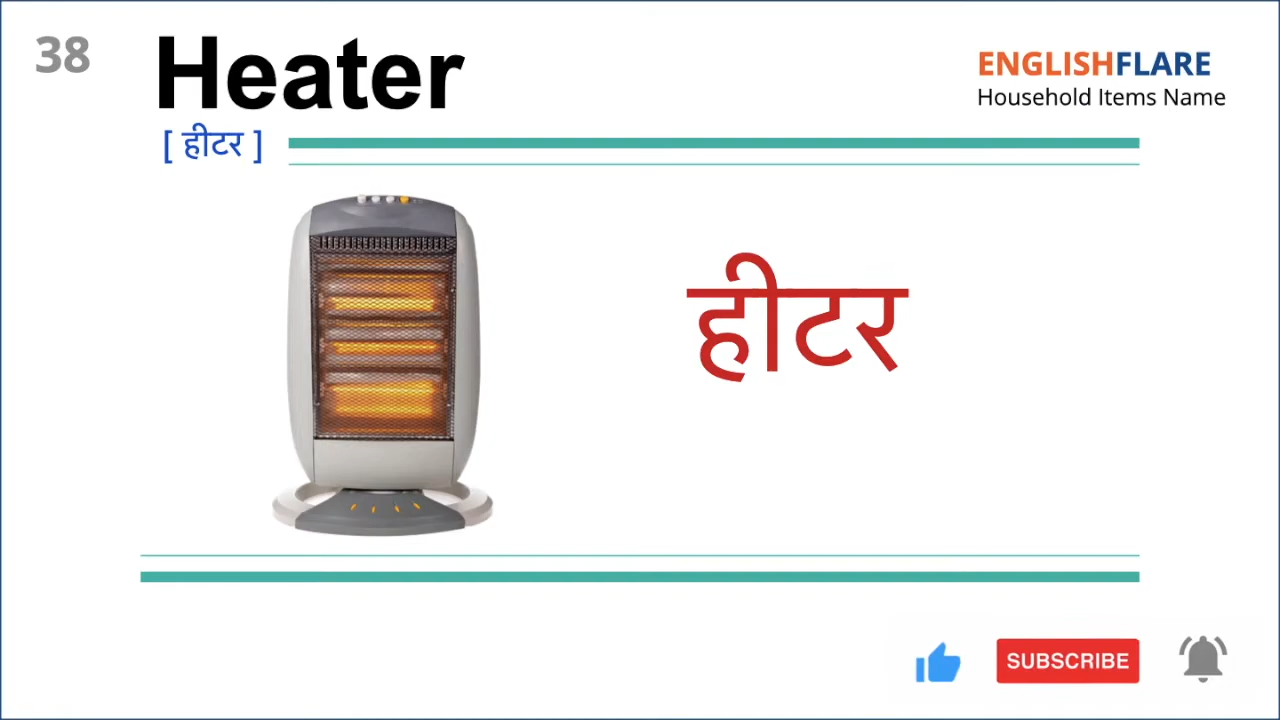 38
Heater
[ हीटर ]
ENGLISHFLARE
Household Items Name
हीटर
SUBSCRIBE